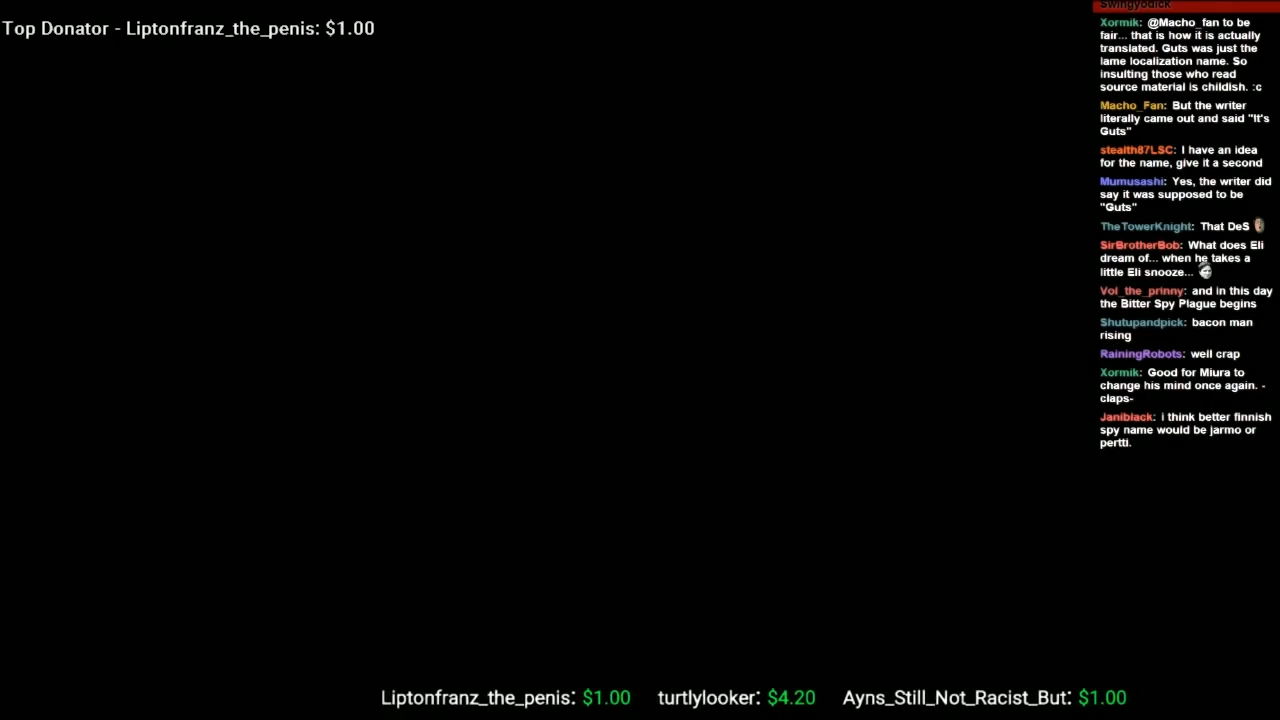 Top Donator - Liptonfranz_the_penis: $1.00
Swingyodick
Xormik: @Macho_fan to be
fair... that is how it is actually
translated. Guts was just the
lame localization name. So
insulting those who read
source material is childish. :c
Macho_Fan: But the writer
literally came out and said "It's
Guts"
stealth87LSC: I have an idea
for the name, give it a second
Mumusashi: Yes, the writer did
say it was supposed to be
"Guts"
TheTowerKnight: That DeS
SirBrotherBob: What does Eli
dream of... when he takes a
little Eli snooze...
Vol_the_prinny: and in this day
the Bitter Spy Plague begins
Shutupandpick: bacon man
rising
RainingRobots: well crap
Xormik: Good for Miura to
change his mind once again. -
claps-
Janiblack: i think better finnish
spy name would be jarmo or
pertti.
Liptonfranz_the_penis: $1.00 turtlylooker: $4.20 Ayns_Still_Not_Racist_But: $1.00